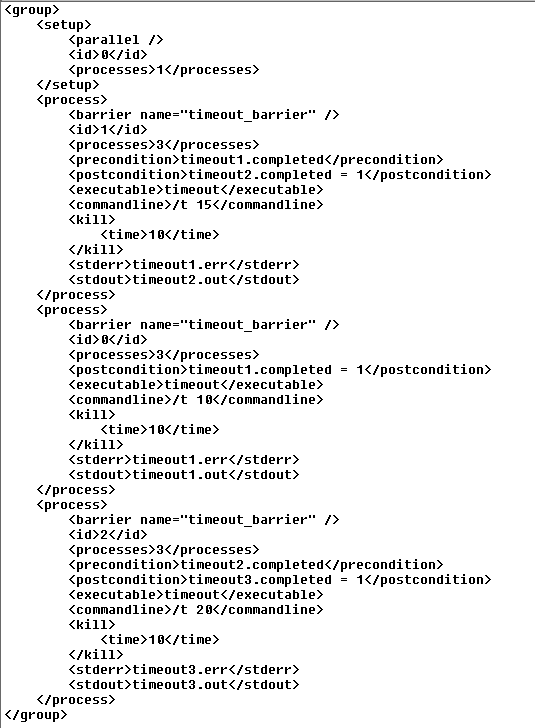 <group>
    <setup>
        <parallel />
        <id>0</id>
        <processes>1</processes>
    </setup>
    <process>
        <barrier name="timeout_barrier" />
        <id>1</id>
        <processes>3</processes>
        <precondition>timeout1.completed</precondition>
        <postcondition>timeout2.completed = 1</postcondition>
        <executable>timeout</executable>
        <commandline>/t 15</commandline>
        <kill>
            <time>10</time>
        </kill>
        <stderr>timeout1.err</stderr>
        <stdout>timeout2.out</stdout>
    </process>
    <process>
        <barrier name="timeout_barrier" />
        <id>0</id>
        <processes>3</processes>
        <postcondition>timeout1.completed = 1</postcondition>
        <executable>timeout</executable>
        <commandline>/t 10</commandline>
        <kill>
            <time>10</time>
        </kill>
        <stderr>timeout1.err</stderr>
        <stdout>timeout1.out</stdout>
    </process>
    <process>
        <barrier name="timeout_barrier" />
        <id>2</id>
        <processes>3</processes>
        <precondition>timeout2.completed</precondition>
        <postcondition>timeout3.completed = 1</postcondition>
        <executable>timeout</executable>
        <commandline>/t 20</commandline>
        <kill>
            <time>10</time>
        </kill>
        <stderr>timeout3.err</stderr>
        <stdout>timeout3.out</stdout>
    </process>
</group>